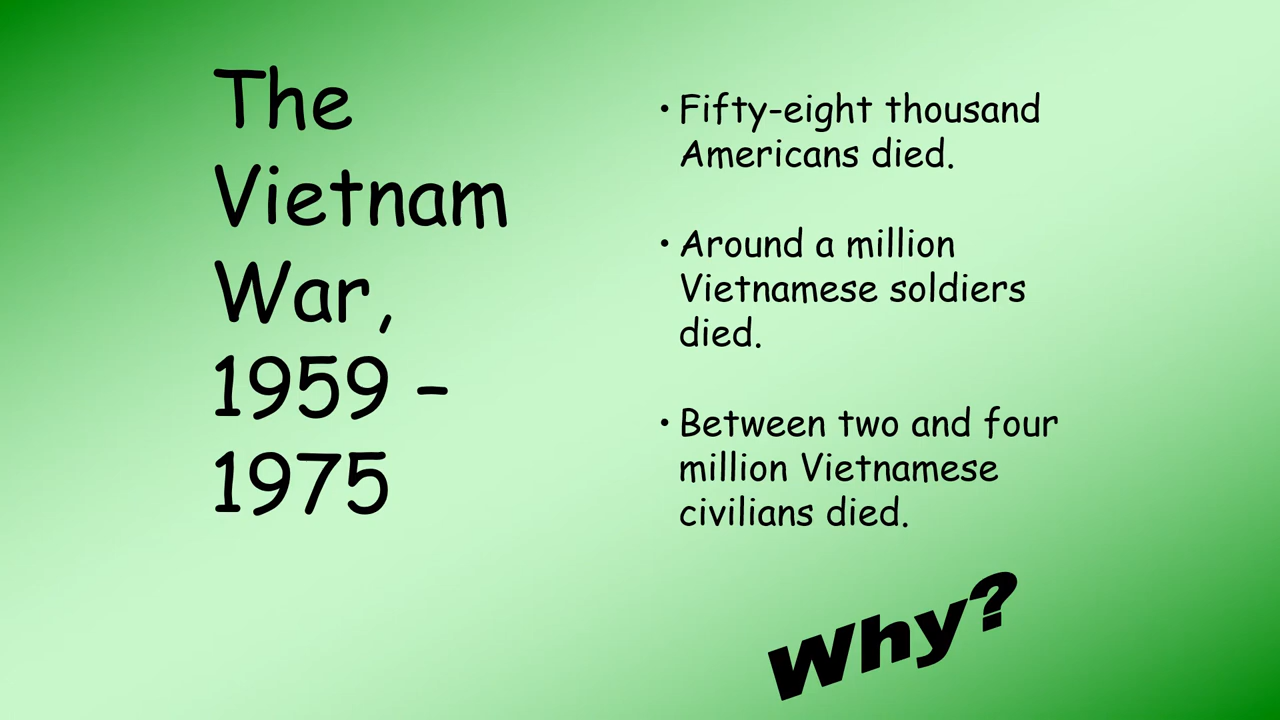 The
Vietnam
War,
1959 –
1975
• Fifty-eight thousand
Americans died.
• Around a million
Vietnamese soldiers
died.
• Between two and four
million Vietnamese
civilians died.
Why?